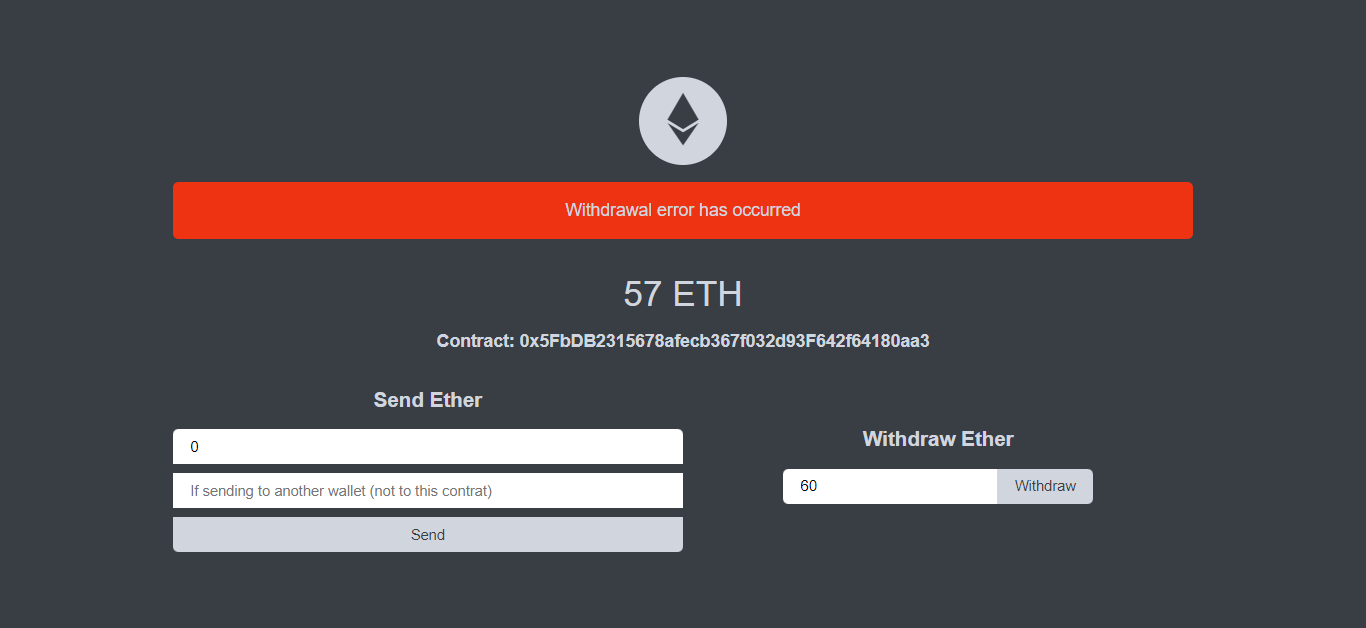 Withdrawal error has occurred
57 ETH
Contract: 0x5FbDB2315678afecb367f032d93F642f64180aa3
Send Ether
0
If sending to another wallet (not to this contrat)
Send
Withdraw Ether
60
Withdraw